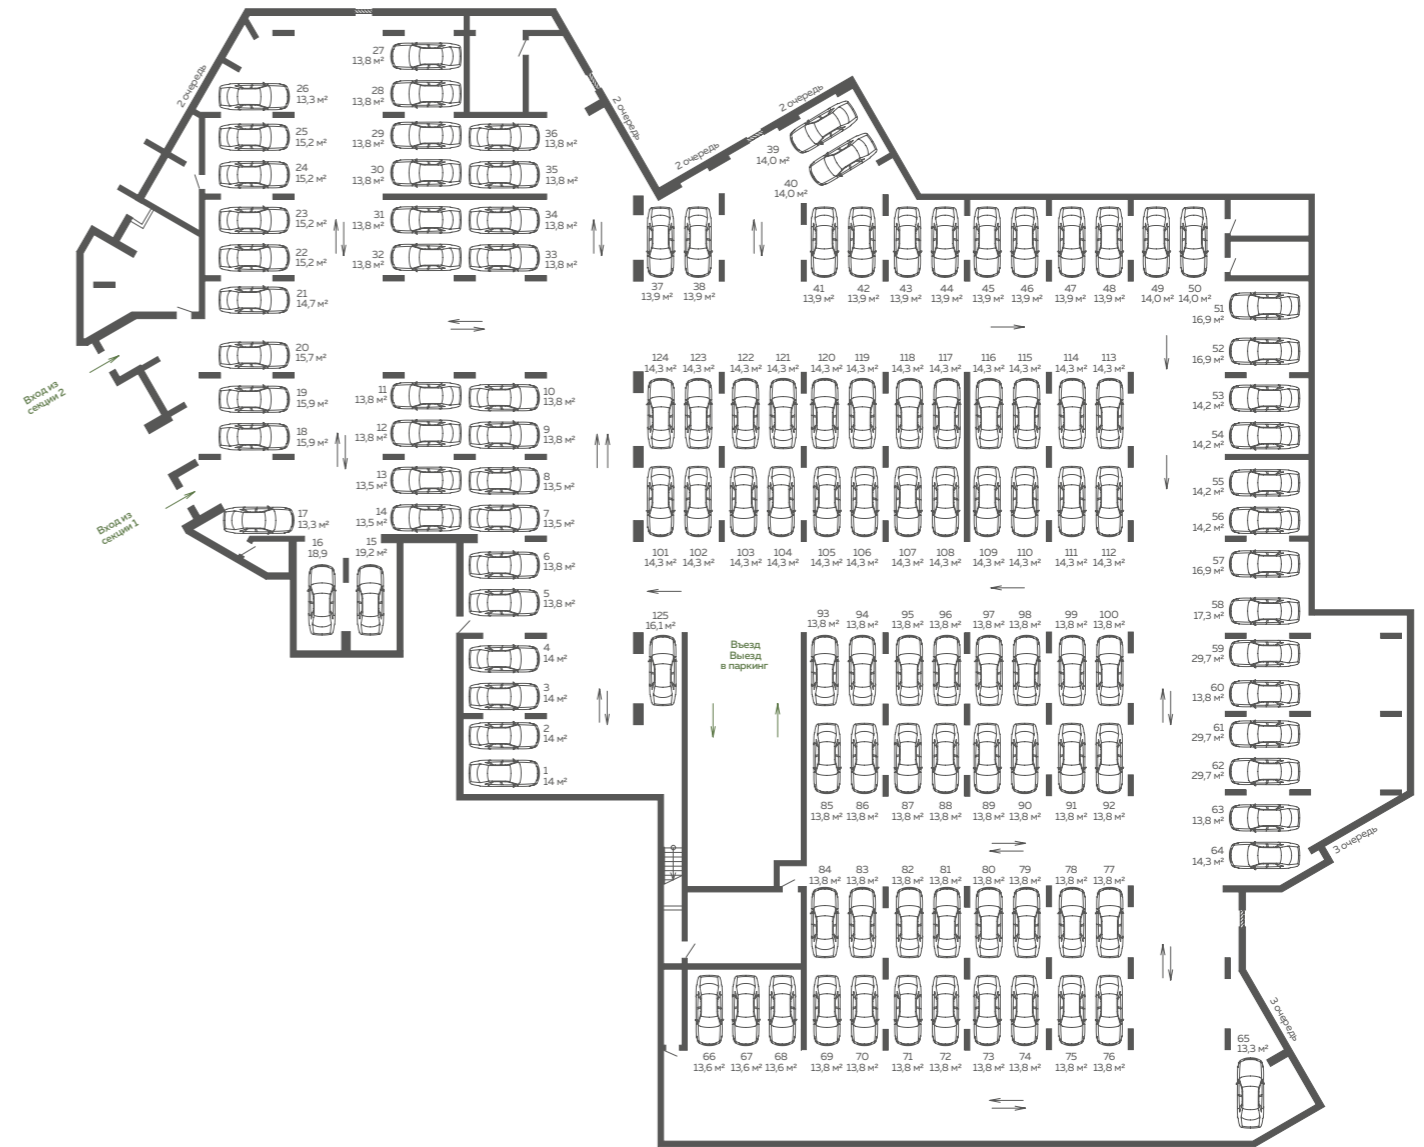 27
13,8 м²
28
13,8 м²
26
13,3 м²
2 очередь
25
15,2 м²
24
15,2 м²
29
13,8 м²
30
13,8 м²
36
13,8 м²
35
13,8 м²
2 очередь
2 очередь
2 очередь
39
14,0 м²
40
14,0 м²
23
15,2 м²
22
15,2 м²
21
14,7 м²
31
13,8 м²
32
13,8 м²
34
13,8 м²
33
13,8 м²
37
13,9 м²
38
13,9 м²
41
13,9 м²
42
13,9 м²
43
13,9 м²
44
13,9 м²
45
13,9 м²
46
13,9 м²
47
13,9 м²
48
13,9 м²
49
14,0 м²
50
14,0 м²
51
16,9 м²
52
16,9 м²
53
14,2 м²
54
14,2 м²
55
14,2 м²
56
14,2 м²
57
16,9 м²
58
17,3 м²
59
29,7 м²
60
13,8 м²
61
29,7 м²
62
29,7 м²
63
13,8 м²
64
14,3 м²
3 очередь
20
15,7 м²
19
15,9 м²
18
15,9 м²
Вход из
секции 2
Вход из
секции 1
17
13,3 м²
16
18,9
15
19,2 м²
11
13,8 м²
12
13,8 м²
13
13,5 м²
14
13,5 м²
10
13,8 м²
9
13,8 м²
8
13,5 м²
7
13,5 м²
6
13,8 м²
5
13,8 м²
4
14 м²
3
14 м²
2
14 м²
1
14 м²
124
14,3 м²
123
14,3 м²
122
14,3 м²
121
14,3 м²
120
14,3 м²
119
14,3 м²
118
14,3 м²
117
14,3 м²
116
14,3 м²
115
14,3 м²
114
14,3 м²
113
14,3 м²
101
14,3 м²
102
14,3 м²
103
14,3 м²
104
14,3 м²
105
14,3 м²
106
14,3 м²
107
14,3 м²
108
14,3 м²
109
14,3 м²
110
14,3 м²
111
14,3 м²
112
14,3 м²
125
16,1 м²
Въезд
Выезд
в паркинг
93
13,8 м²
94
13,8 м²
95
13,8 м²
96
13,8 м²
97
13,8 м²
98
13,8 м²
99
13,8 м²
100
13,8 м²
85
13,8 м²
86
13,8 м²
87
13,8 м²
88
13,8 м²
89
13,8 м²
90
13,8 м²
91
13,8 м²
92
13,8 м²
84
13,8 м²
83
13,8 м²
82
13,8 м²
81
13,8 м²
80
13,8 м²
79
13,8 м²
78
13,8 м²
77
13,8 м²
66
13,6 м²
67
13,6 м²
68
13,6 м²
69
13,8 м²
70
13,8 м²
71
13,8 м²
72
13,8 м²
73
13,8 м²
74
13,8 м²
75
13,8 м²
76
13,8 м²
3 очередь
65
13,3 м²